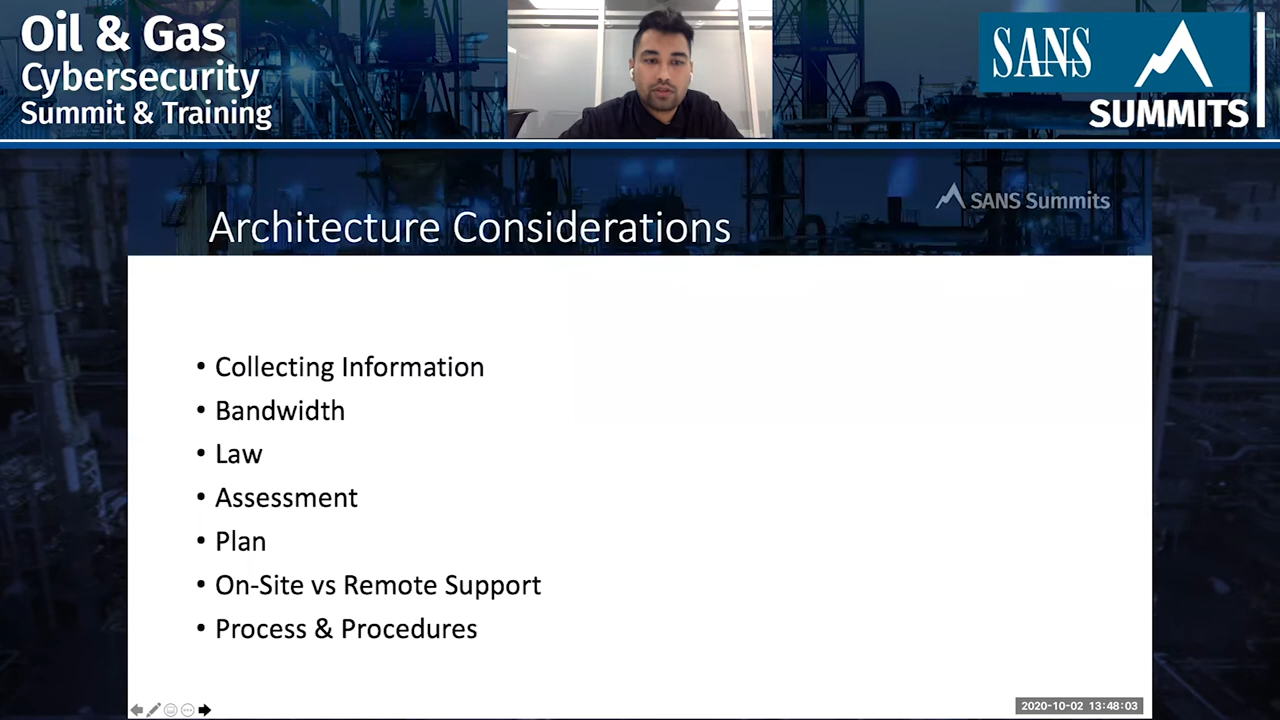 Oil & Gas
Cybersecurity
Summit & Training
SANS
SUMMITS
SANS Summits
Architecture Considerations
• Collecting Information
• Bandwidth
• Law
• Assessment
• Plan
• On-Site vs Remote Support
• Process & Procedures
2020-10-02 13:48:03